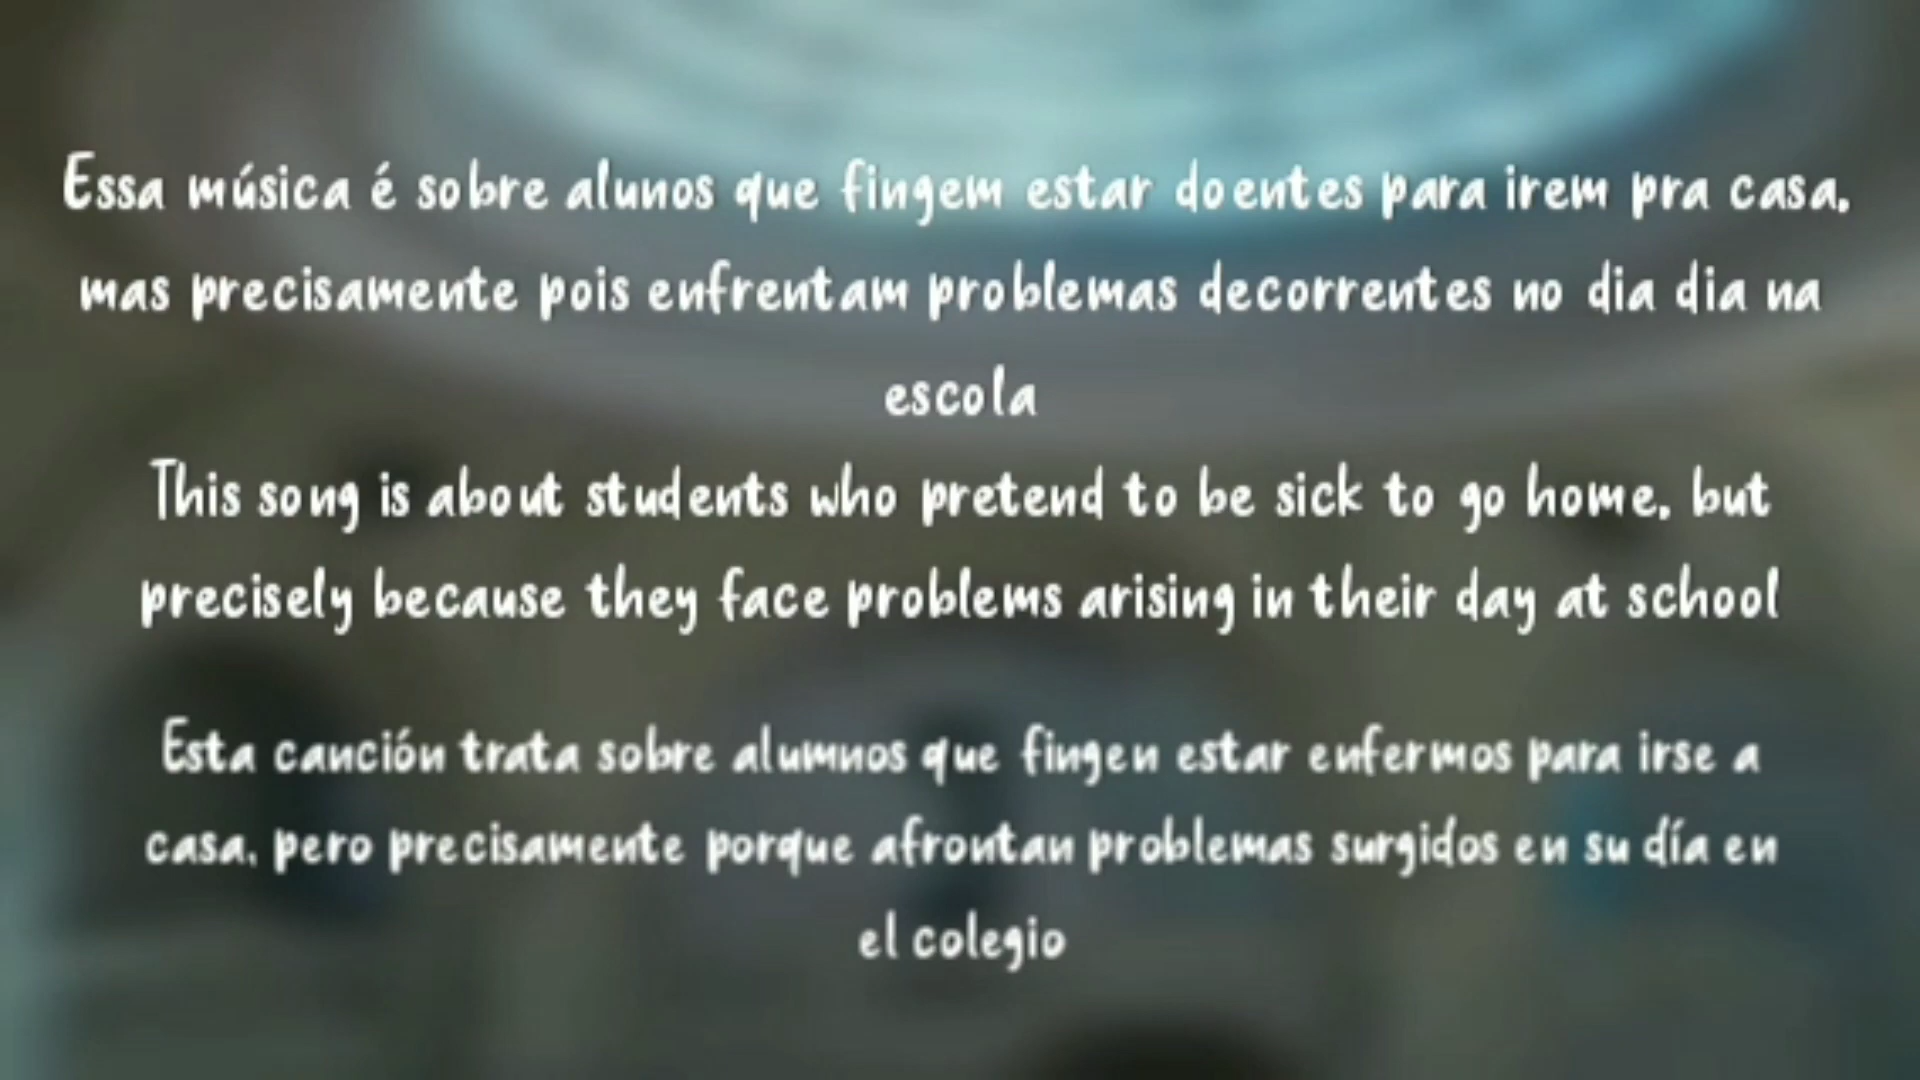 Essa música é sobre alunos que fingem estar doentes para irem pra casa,
mas precisamente pois enfrentam problemas decorrentes no dia dia na
escola
This song is about students who pretend to be sick to go home, but
precisely because they face problems arising in their day at school
Esta canción trata sobre alumnos que fingen estar enfermos para irse a
casa, pero precisamente porque afrontan problemas surgidos en su día en
el colegio